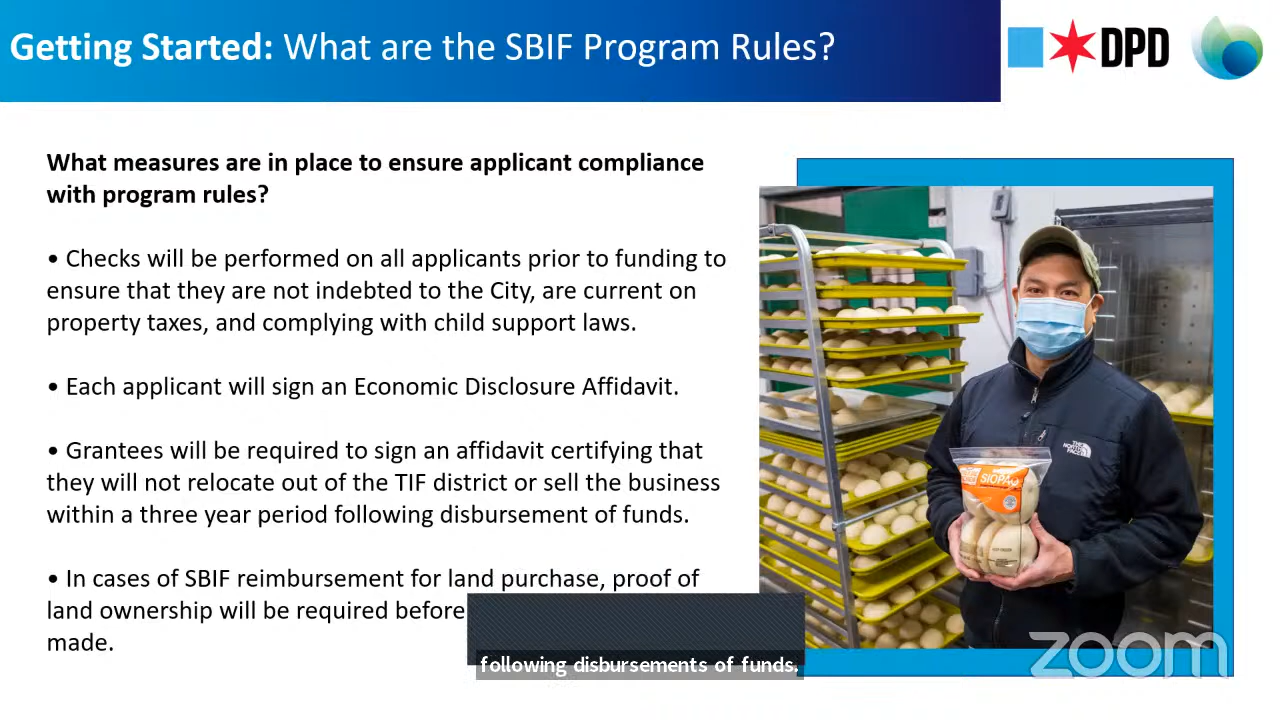 Getting Started: What are the SBIF Program Rules?
DPD
What measures are in place to ensure applicant compliance
with program rules?
• Checks will be performed on all applicants prior to funding to
ensure that they are not indebted to the City, are current on
property taxes, and complying with child support laws.
• Each applicant will sign an Economic Disclosure Affidavit.
• Grantees will be required to sign an affidavit certifying that
they will not relocate out of the TIF district or sell the business
within a three year period following disbursement of funds.
• In cases of SBIF reimbursement for land purchase, proof of
land ownership will be required before
made.
THE
NORTH
FACE
SIOPAO
following disbursements of funds.
zoom